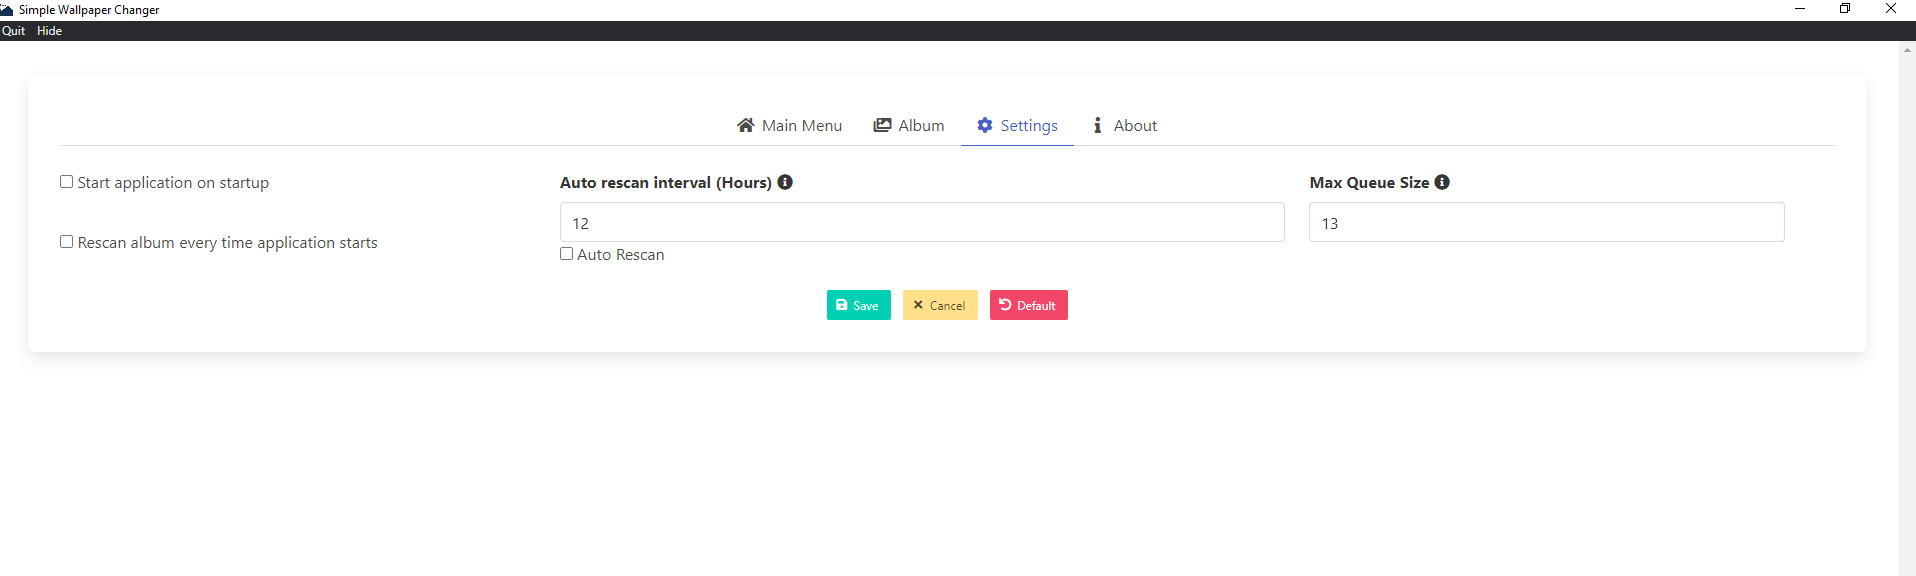 Simple Wallpaper Changer
Quit Hide
Main Menu Album Settings About
Start application on startup
Auto rescan interval (Hours)
Max Queue Size
12
13
Rescan album every time application starts
Auto Rescan
Save Cancel Default